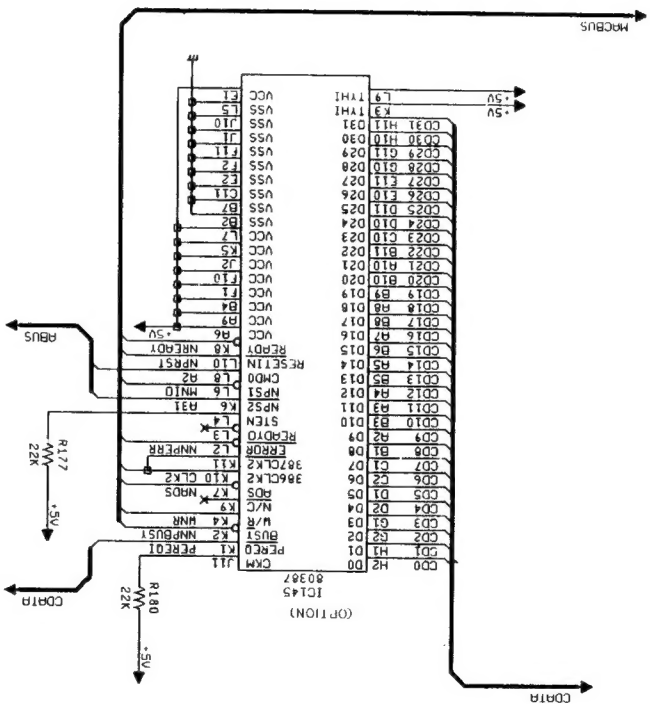 CDATA
+5V
(OPTION)
IC145
80387
R180
22K
CDATA
CD0 H2 D0 CKM J11
CD1 H1 D1 PEREQ K1 PEREQI
CD2 G2 D2 BUSY K2 NNPBUSY
CD3 G1 D3 W/R K4 WNR
CD4 D2 D4 N/C K9
CD5 D1 D5 ADS K7 NADS
CD6 C2 D6 386CLK2 K10 CLK2
CD7 C1 D7 387CLK2 K11
CD8 B1 D8 ERROR L2 NNPERR
CD9 A2 D9 READYO L3
CD10 B3 D10 STEN L4
CD11 A3 D11 NPS2 K6 A31
CD12 A4 D12 NPS1 L6 MNIO
CD13 B5 D13 CMD0 L8 A2
CD14 A5 D14 RESETIN L10 NPRST
CD15 B6 D15 READY K8 NREADY
CD16 A7 D16 VCC A6 +5V
CD17 B8 D17 VCC A9
CD18 A8 D18 VCC B4
CD19 B9 D19 VCC F1
CD20 B10 D20 VCC F10
CD21 A10 D21 VCC J2
CD22 B11 D22 VCC K5
CD23 C10 D23 VCC L7
CD24 D10 D24 VSS B2
CD25 D11 D25 VSS B7
CD26 E10 D26 VSS C11
CD27 E11 D27 VSS E2
CD28 G10 D28 VSS F2
CD29 G11 D29 VSS F11
CD30 H10 D30 VSS J1
CD31 H11 D31 VSS J10
+5V K3 TYHI VSS L5
+5V L9 TYHI VCC E1
+5V
R177
22K
ABUS
MACBUS